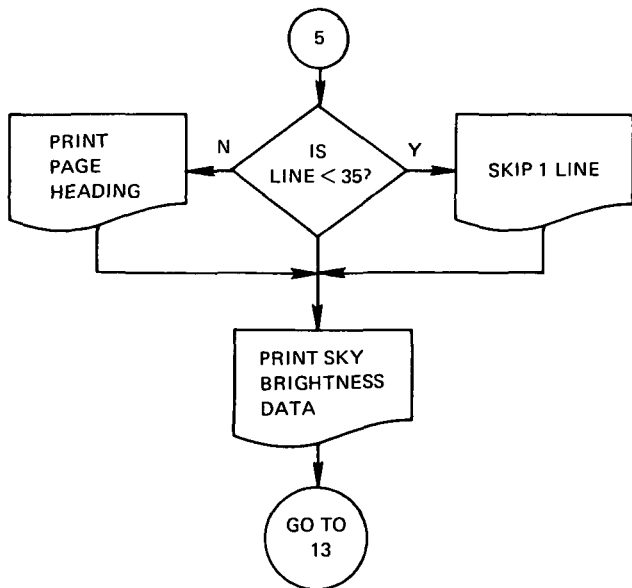 5
IS
LINE < 35?
N
Y
PRINT
PAGE
HEADING
SKIP 1 LINE
PRINT SKY
BRIGHTNESS
DATA
GO TO
13